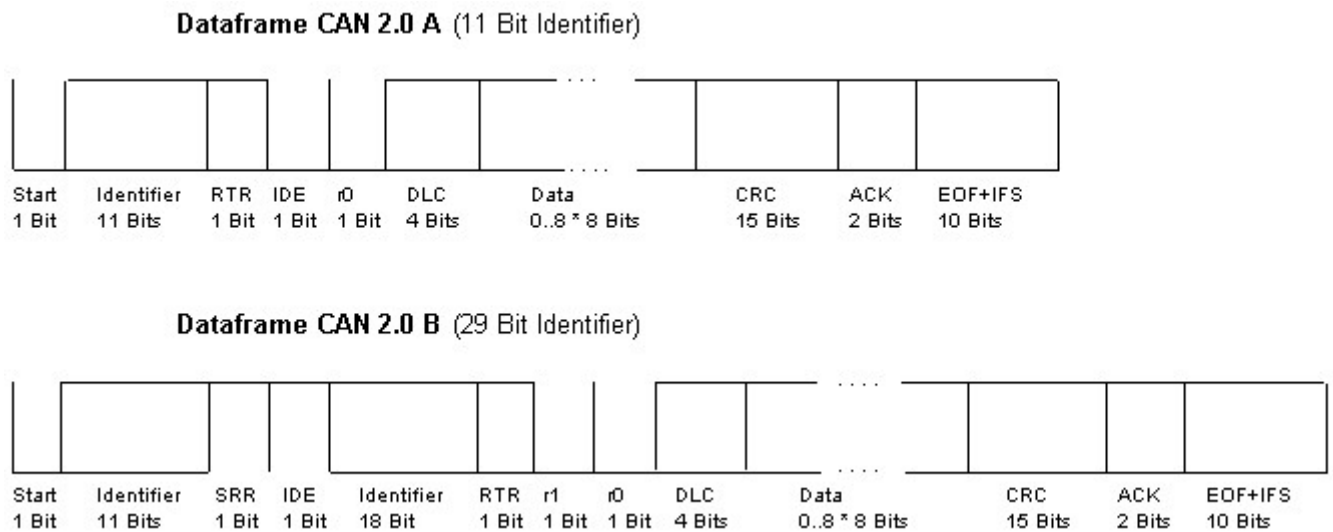 Dataframe CAN 2.0 A (11 Bit Identifier)
Start Identifier RTR IDE r0 DLC Data CRC ACK EOF+IFS
1 Bit 11 Bits 1 Bit 1 Bit 1 Bit 4 Bits 0..8 * 8 Bits 15 Bits 2 Bits 10 Bits
Dataframe CAN 2.0 B (29 Bit Identifier)
Start Identifier SRR IDE Identifier RTR r1 r0 DLC Data CRC ACK EOF+IFS
1 Bit 11 Bits 1 Bit 1 Bit 18 Bit 1 Bit 1 Bit 1 Bit 4 Bits 0..8 * 8 Bits 15 Bits 2 Bits 10 Bits